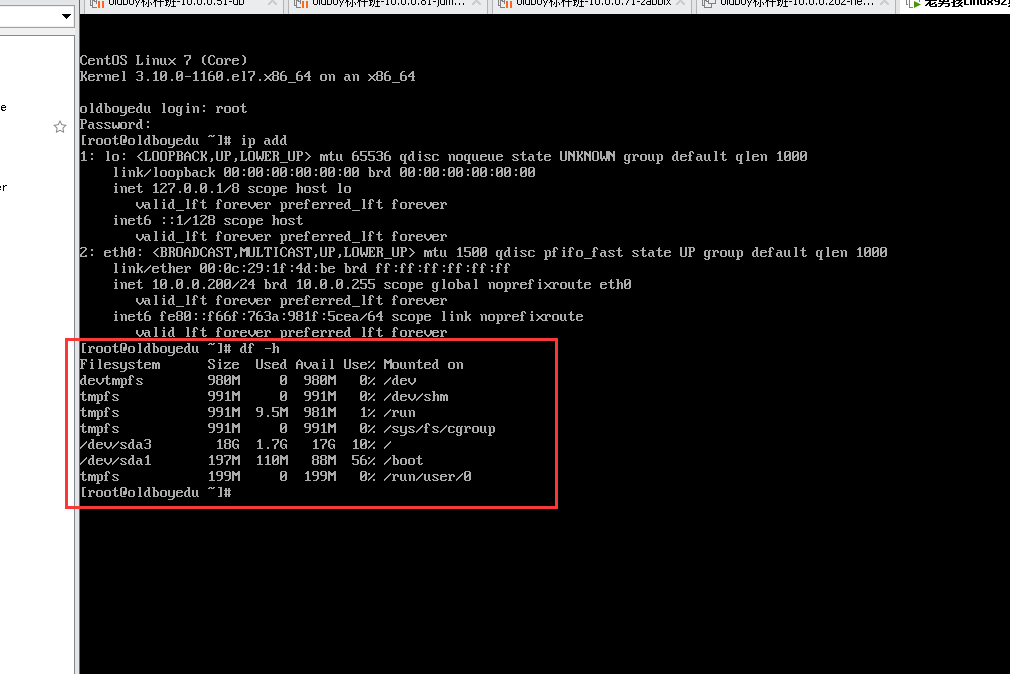 oldboy标杆班-10.0.0.51-db
oldboy标杆班-10.0.0.81-jum...
oldboy标杆班-10.0.0.71-zabbix
oldboy标杆班-10.0.0.202-ne...
老男孩Linux92
e
er
CentOS Linux 7 (Core)
Kernel 3.10.0-1160.el7.x86_64 on an x86_64
oldboyedu login: root
Password:
[root@oldboyedu ~]# ip add
1: lo: <LOOPBACK,UP,LOWER_UP> mtu 65536 qdisc noqueue state UNKNOWN group default qlen 1000
    link/loopback 00:00:00:00:00:00 brd 00:00:00:00:00:00
    inet 127.0.0.1/8 scope host lo
       valid_lft forever preferred_lft forever
    inet6 ::1/128 scope host
       valid_lft forever preferred_lft forever
2: eth0: <BROADCAST,MULTICAST,UP,LOWER_UP> mtu 1500 qdisc pfifo_fast state UP group default qlen 1000
    link/ether 00:0c:29:1f:4d:be brd ff:ff:ff:ff:ff:ff
    inet 10.0.0.200/24 brd 10.0.0.255 scope global noprefixroute eth0
       valid_lft forever preferred_lft forever
    inet6 fe80::f66f:763a:981f:5cea/64 scope link noprefixroute
       valid_lft forever preferred_lft forever
[root@oldboyedu ~]# df -h
Filesystem      Size  Used Avail Use% Mounted on
devtmpfs        980M     0  980M   0% /dev
tmpfs           991M     0  991M   0% /dev/shm
tmpfs           991M  9.5M  981M   1% /run
tmpfs           991M     0  991M   0% /sys/fs/cgroup
/dev/sda3        18G  1.7G   17G  10% /
/dev/sda1       197M  110M   88M  56% /boot
tmpfs           199M     0  199M   0% /run/user/0
[root@oldboyedu ~]#